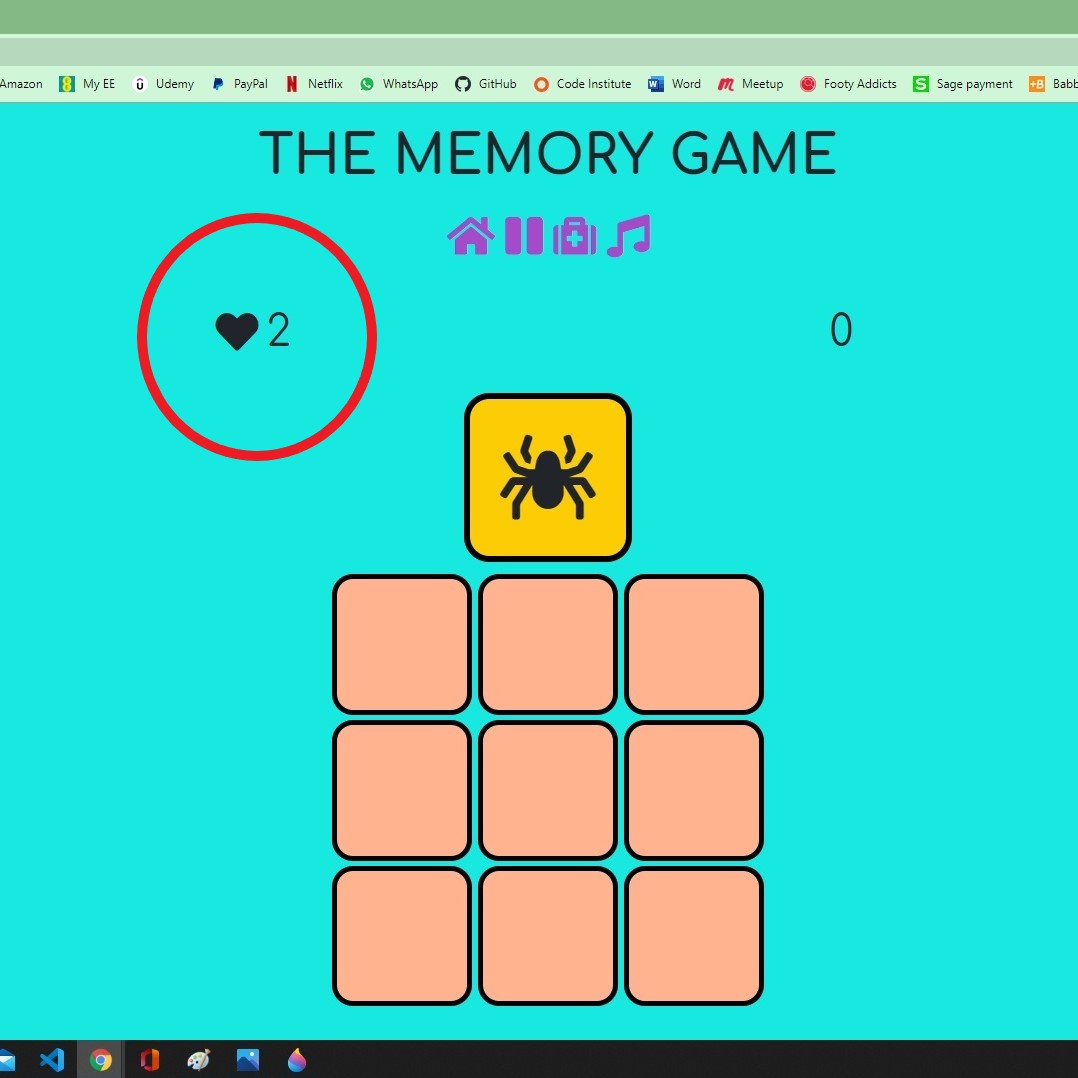 Amazon My EE Udemy PayPal Netflix WhatsApp GitHub Code Institute Word Meetup Footy Addicts Sage payment
THE MEMORY GAME
2 0